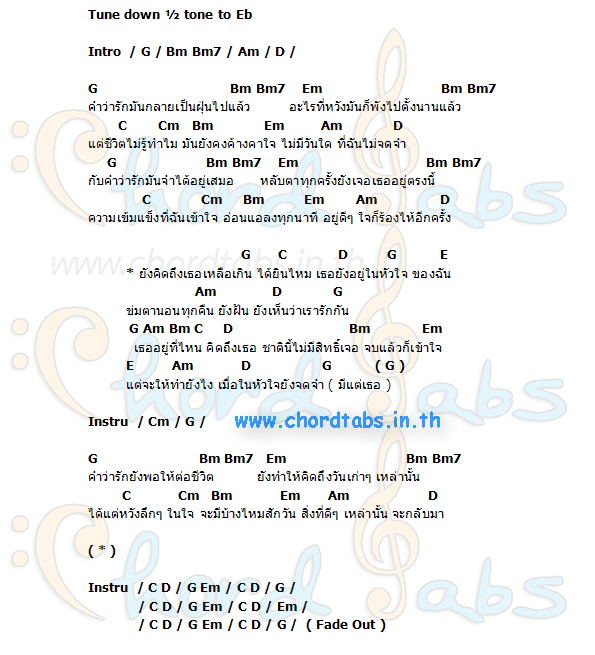 Tune down ½ tone to Eb
Intro / G / Bm Bm7 / Am / D /
G Bm Bm7 Em Bm Bm7
คำว่ารักมันกลายเป็นฝุ่นไปแล้ว อะไรที่หวังมันก็พังไปตั้งนานแล้ว
C Cm Bm Em Am D
แต่ชีวิตไม่รู้ทำไม มันยังคงค้างคาใจ ไม่มีวันใด ที่ฉันไม่จดจำ
G Bm Bm7 Em Bm Bm7
กับคำว่ารักมันจำได้อยู่เสมอ หลับตาทุกครั้งยังเจอเธออยู่ตรงนี้
C Cm Bm Em Am D
ความเข้มแข็งที่ฉันเข้าใจ อ่อนแอลงทุกนาที อยู่ดีๆ ใจก็ร้องไห้อีกครั้ง
G C D G E
www.chordtabs.in.th
* ยังคิดถึงเธอเหลือเกิน ได้ยินไหม เธอยังอยู่ในหัวใจ ของฉัน
Am D G
ข่มตานอนทุกคืน ยังฝัน ยังเห็นว่าเรารักกัน
G Am Bm C D Bm Em
เธออยู่ที่ไหน คิดถึงเธอ ชาตินี้ไม่มีสิทธิ์เจอ จบแล้วก็เข้าใจ
E Am D G ( G )
แต่จะให้ทำยังไง เมื่อในหัวใจยังจดจำ ( มีแต่เธอ )
Instru / Cm / G / www.chordtabs.in.th
G Bm Bm7 Em Bm Bm7
คำว่ารักยังพอให้ต่อชีวิต ยังทำให้คิดถึงวันเก่าๆ เหล่านั้น
C Cm Bm Em Am D
ได้แต่หวังลึกๆ ในใจ จะมีบ้างไหมสักวัน สิ่งที่ดีๆ เหล่านั้น จะกลับมา
( * )
Instru / C D / G Em / C D / G /
/ C D / G Em / C D / Em /
/ C D / G Em / C D / G / ( Fade Out )